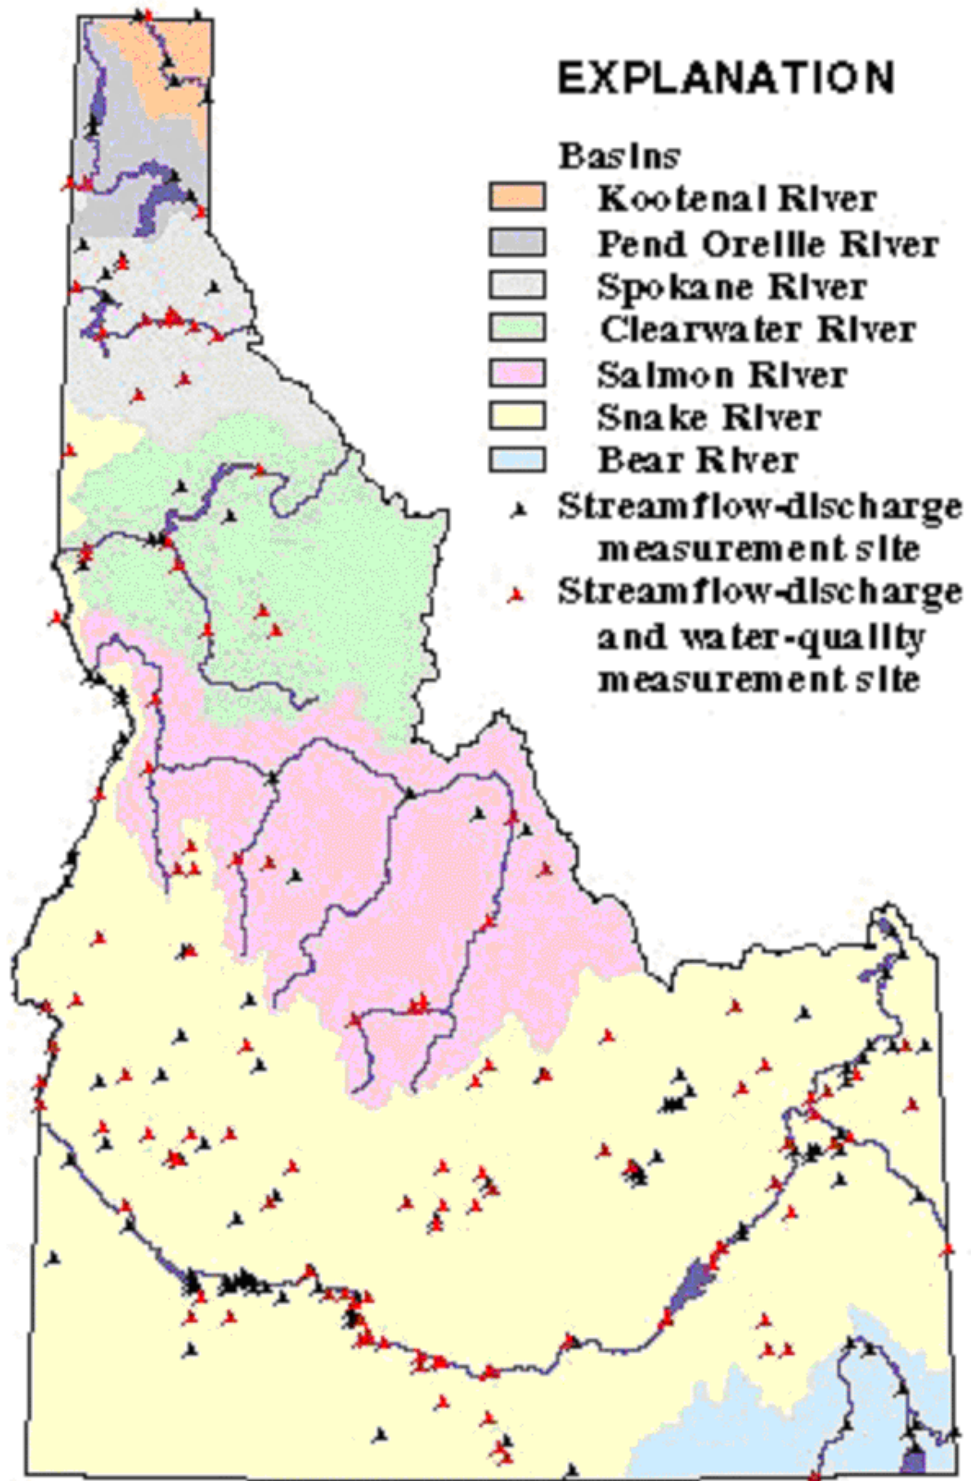 EXPLANATION
Basins
Kootenai River
Pend Oreille River
Spokane River
Clearwater River
Salmon River
Snake River
Bear River
Streamflow-discharge
measurement site
Streamflow-discharge
and water-quality
measurement site